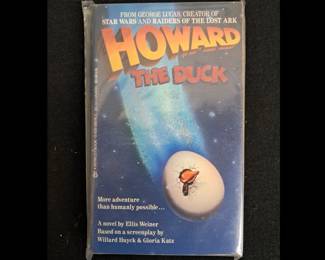 FROM GEORGE LUCAS, CREATOR OF
STAR WARS AND RAIDERS OF THE LOST ARK
HOWARD
THE DUCK
More adventure
than humanly possible...
A novel by Ellis Weiner
Based on a screenplay by
Willard Huyck & Gloria Katz